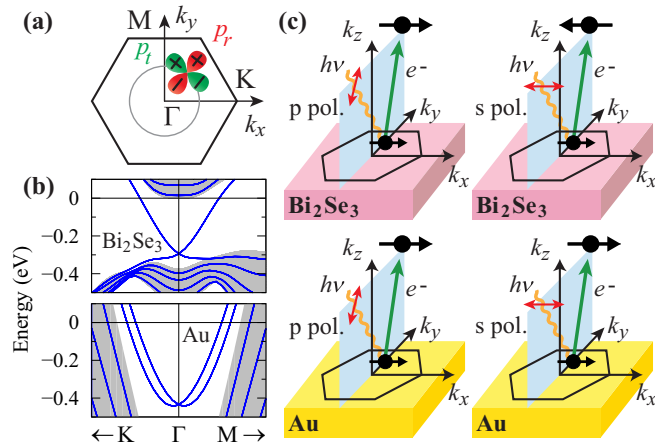 (a)
M
k_y
p_t
p_r
+ +
− −
Γ
K
k_x
(b)
Energy (eV)
0
−0.2
−0.4
Bi2Se3
0
−0.2
−0.4
Au
←K
Γ
M→
(c)
k_z
hν
e-
k_y
p pol.
k_x
Bi2Se3
k_z
hν
e-
k_y
s pol.
k_x
Bi2Se3
k_z
hν
e-
k_y
p pol.
k_x
Au
k_z
hν
e-
k_y
s pol.
k_x
Au